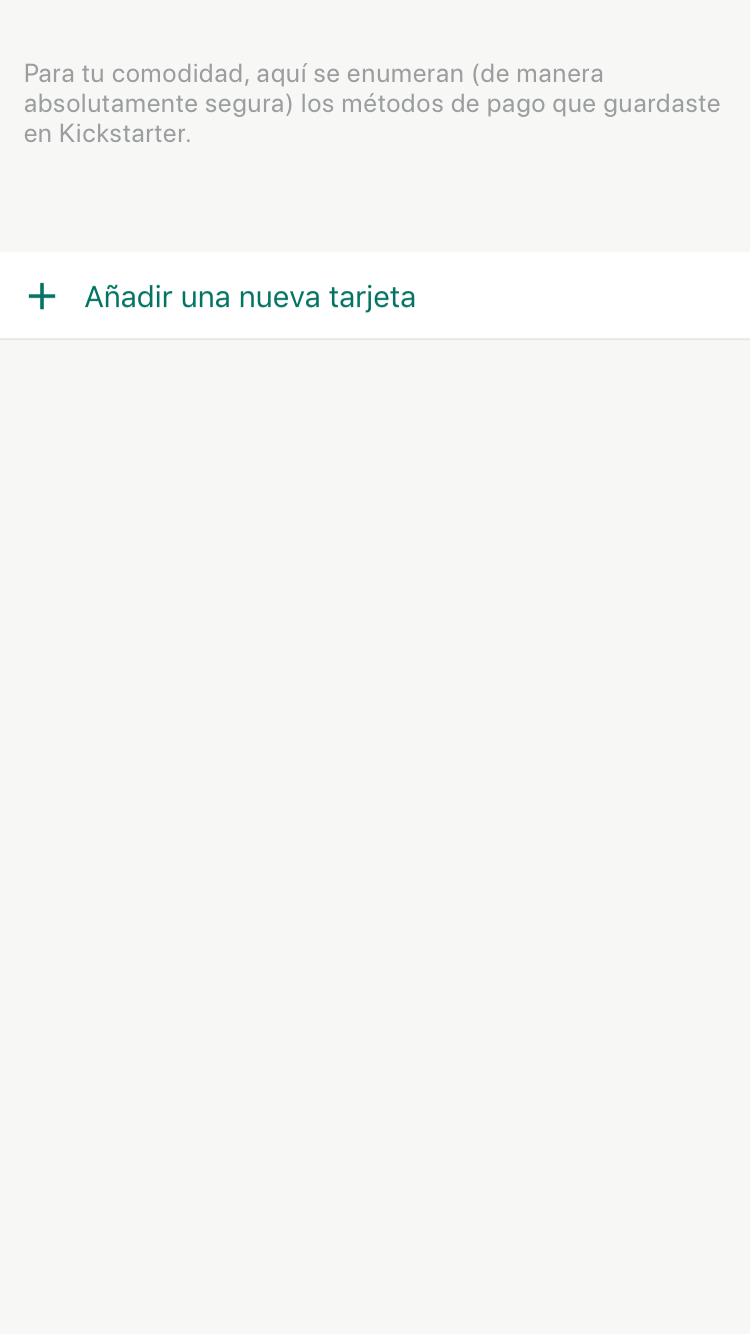 Para tu comodidad, aquí se enumeran (de manera
absolutamente segura) los métodos de pago que guardaste
en Kickstarter.
Añadir una nueva tarjeta